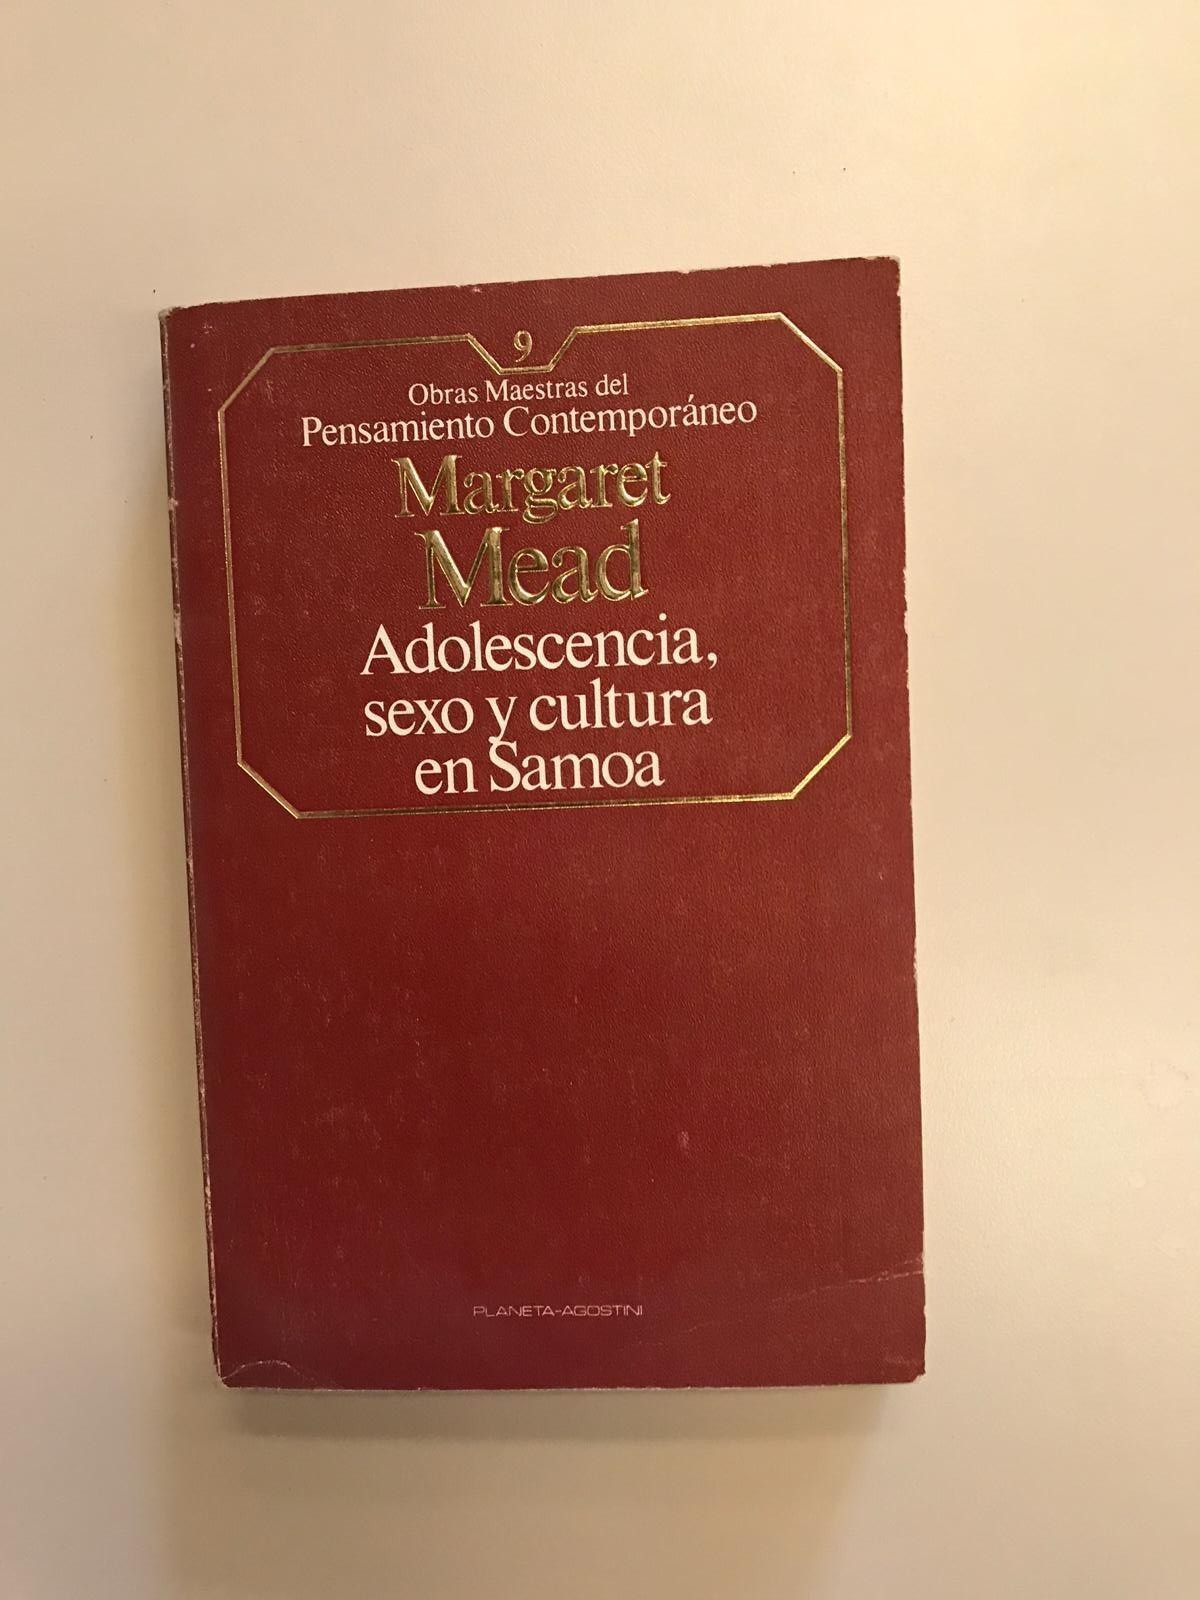 9
Obras Maestras del
Pensamiento Contemporáneo
Margaret
Mead
Adolescencia,
sexo y cultura
en Samoa
PLANETA-AGOSTINI